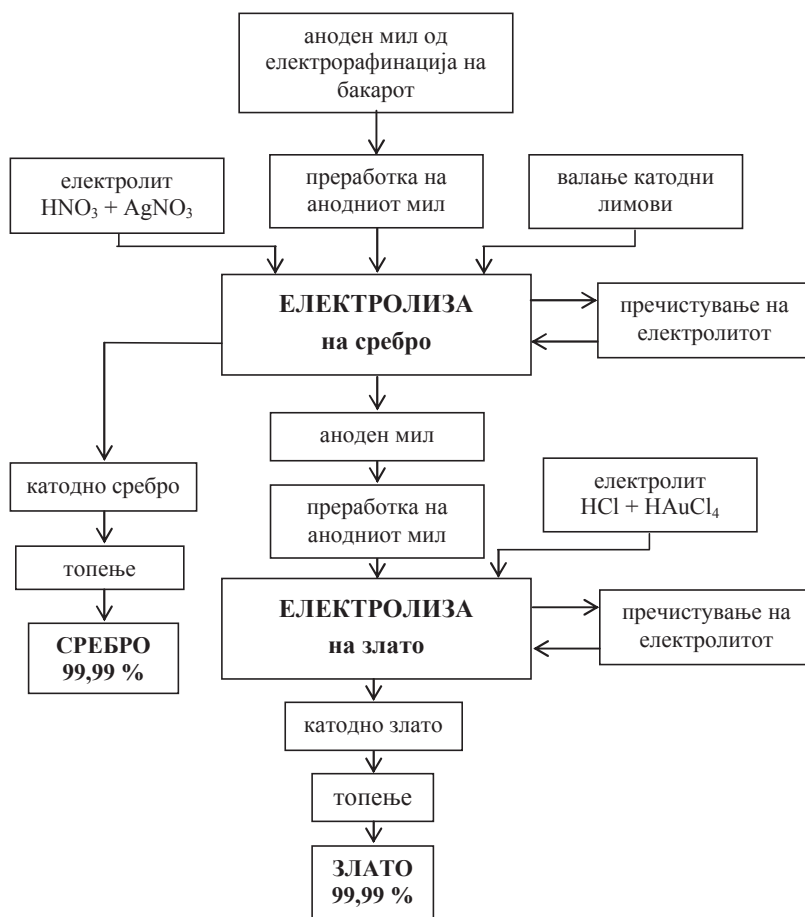 аноден мил од
електрорафинација на
бакарот
електролит
HNO₃ + AgNO₃
преработка на
анодниот мил
валање катодни
лимови
ЕЛЕКТРОЛИЗА
на сребро
пречистување на
електролитот
аноден мил
катодно сребро
преработка на
анодниот мил
електролит
HCl + HAuCl₄
топење
ЕЛЕКТРОЛИЗА
на злато
пречистување на
електролитот
СРЕБРО
99,99 %
катодно злато
топење
ЗЛАТО
99,99 %